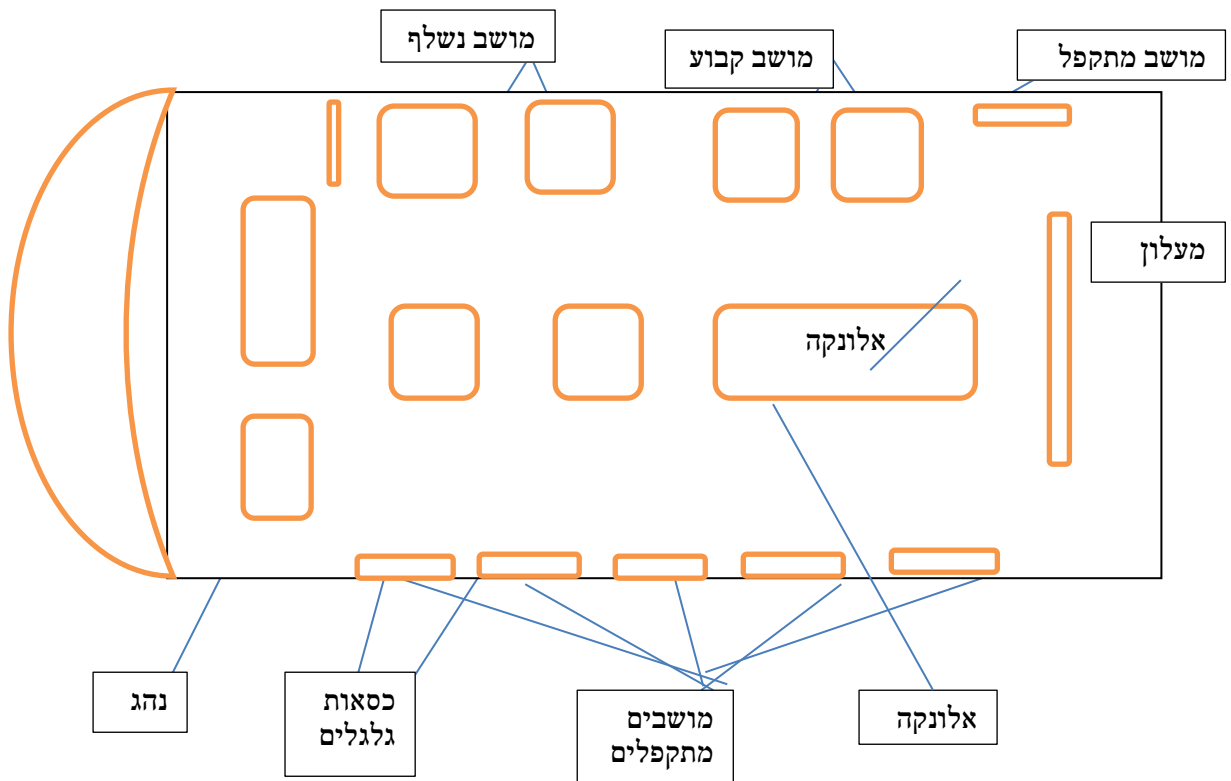 מושב מתקפל
מושב קבוע
מושב נשלף
מעלון
אלונקה
אלונקה
מושבים
מתקפלים
כסאות
גלגלים
נהג